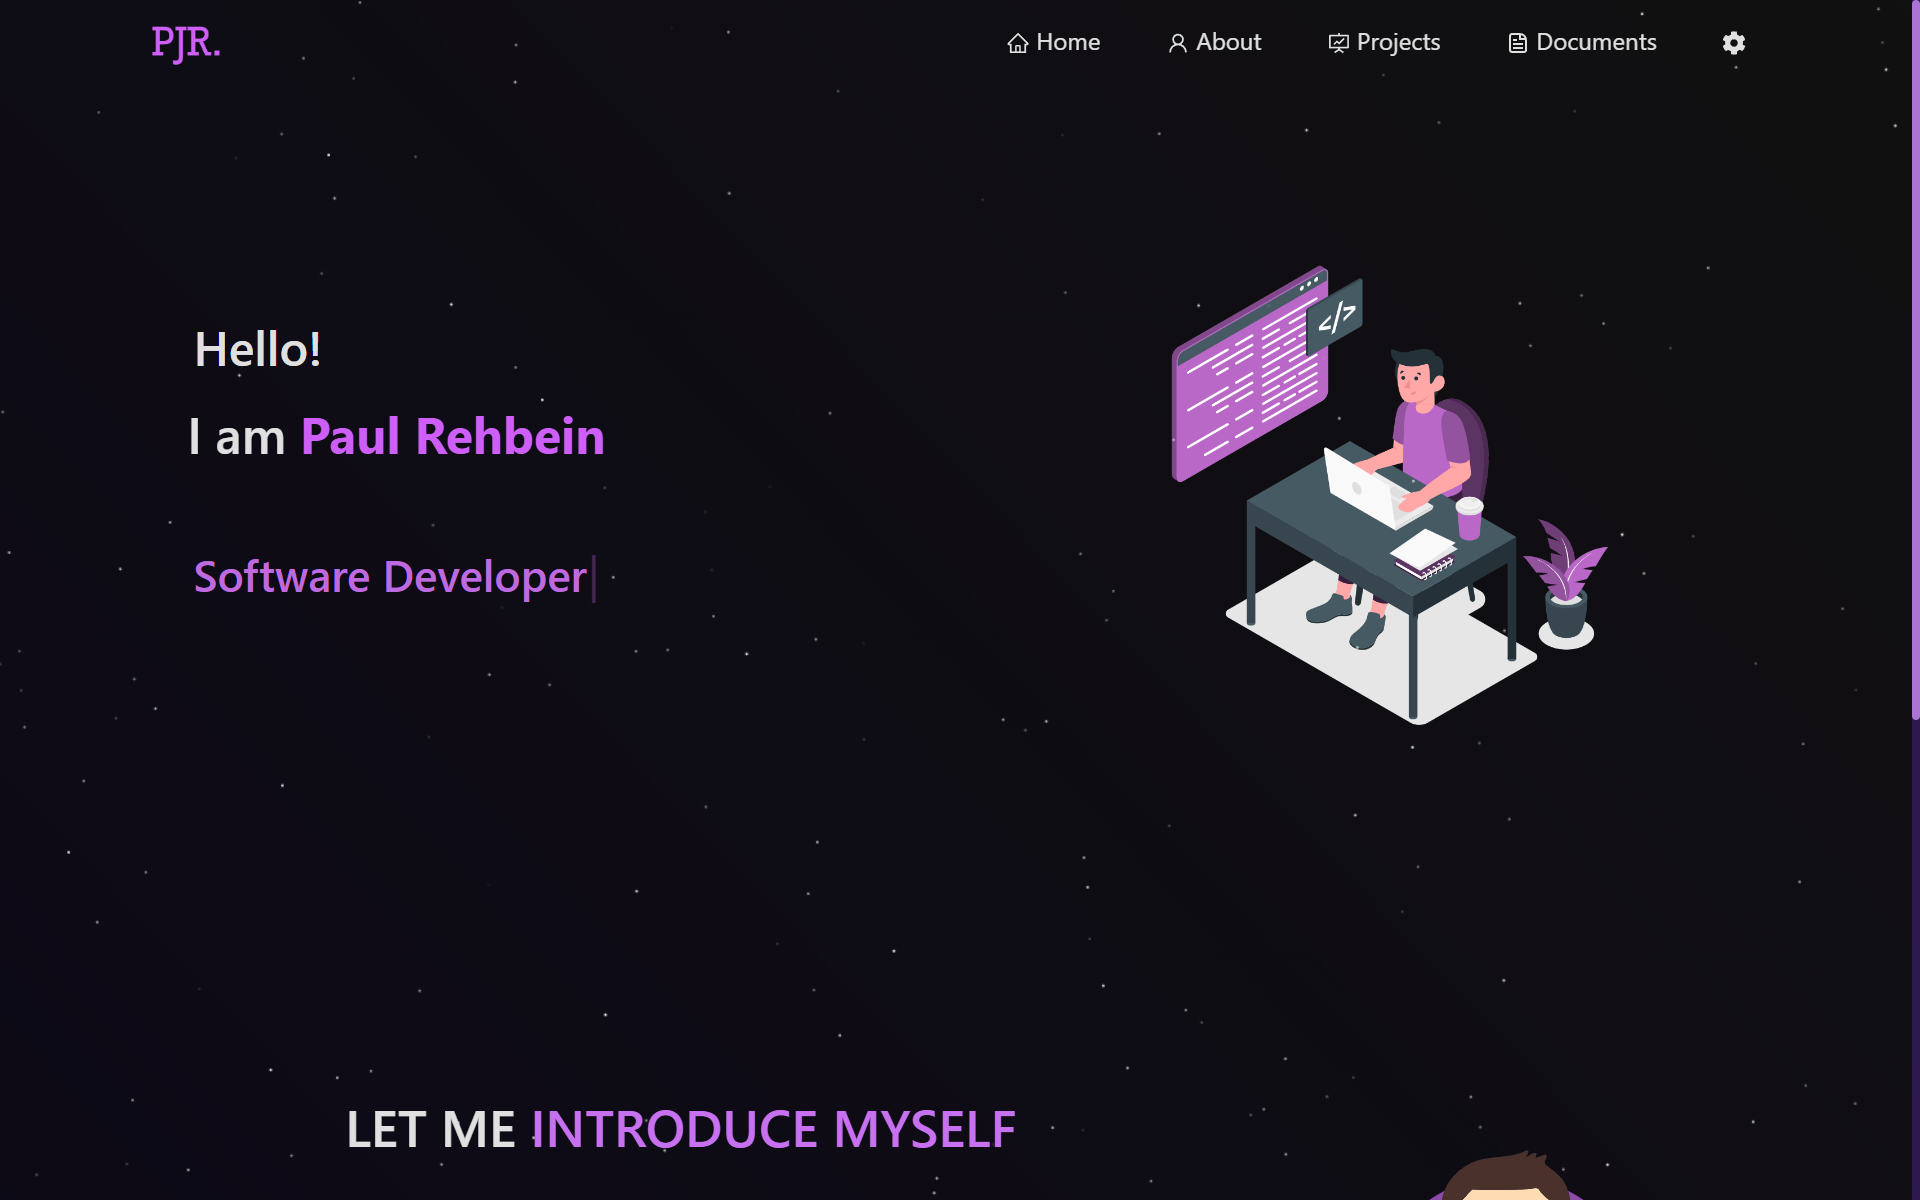 PJR.
Home
About
Projects
Documents
Hello!
I am Paul Rehbein
Software Developer
</>
LET ME INTRODUCE MYSELF